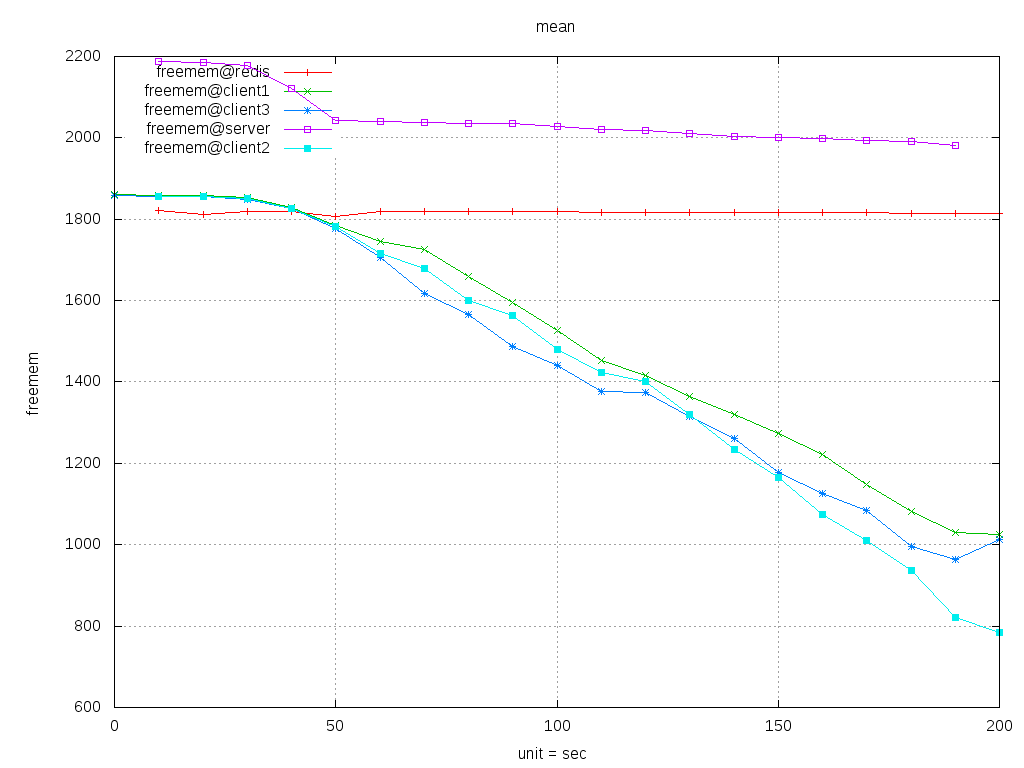 mean
2200
2000
1800
1600
1400
1200
1000
800
600
freemem
freemem@redis
freemem@client1
freemem@client3
freemem@server
freemem@client2
0 50 100 150 200
unit = sec